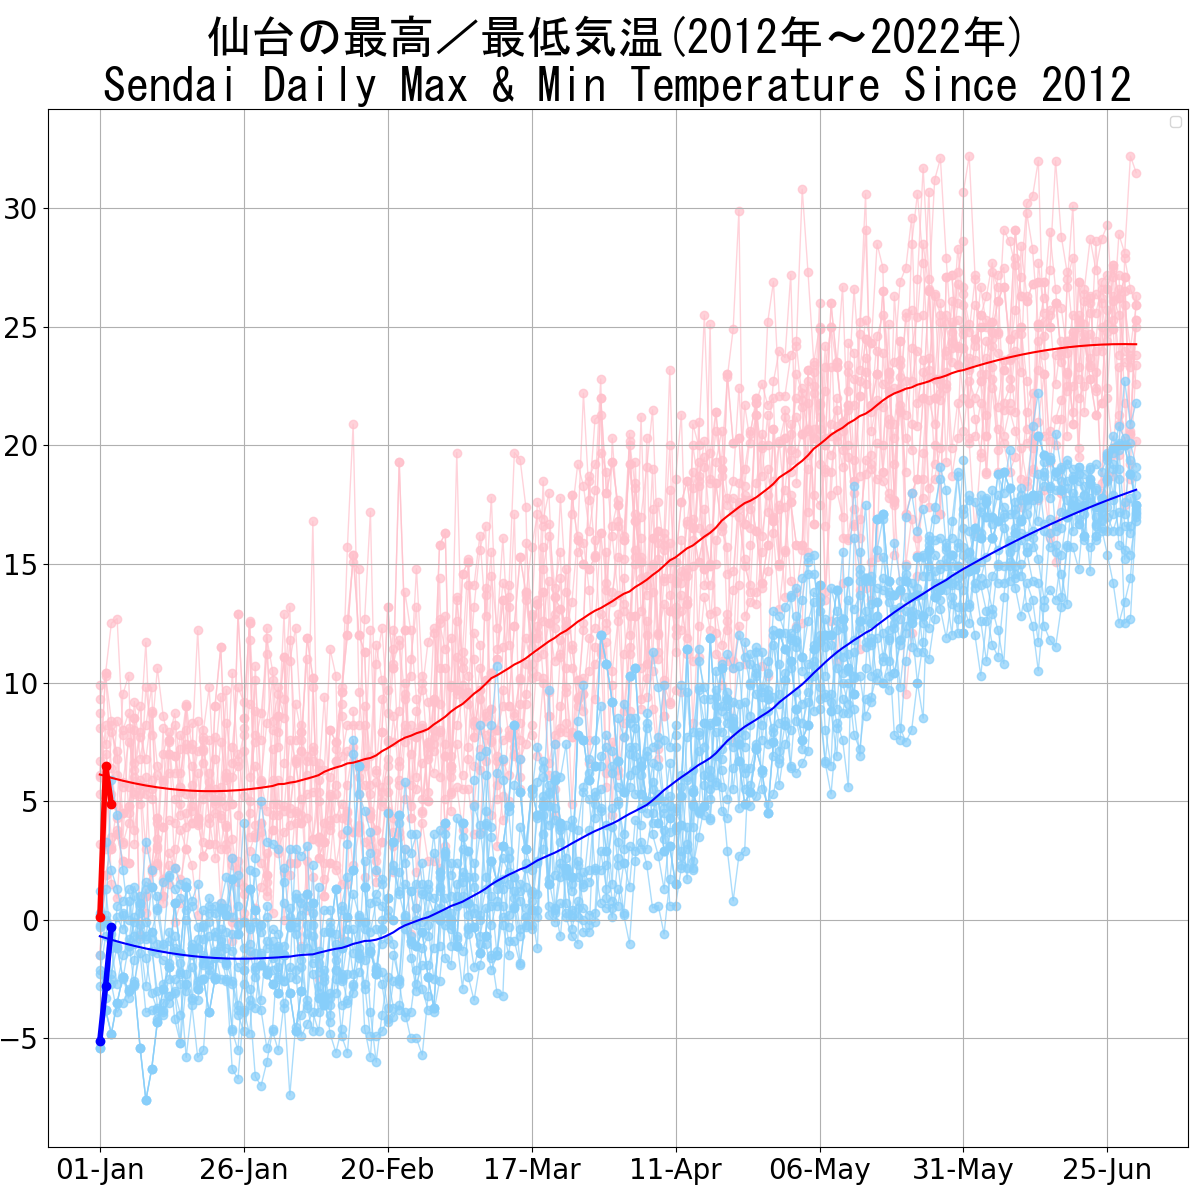 仙台の最高／最低気温(2012年～2022年)
Sendai Daily Max & Min Temperature Since 2012
30
25
20
15
10
5
0
−5
01-Jan 26-Jan 20-Feb 17-Mar 11-Apr 06-May 31-May 25-Jun